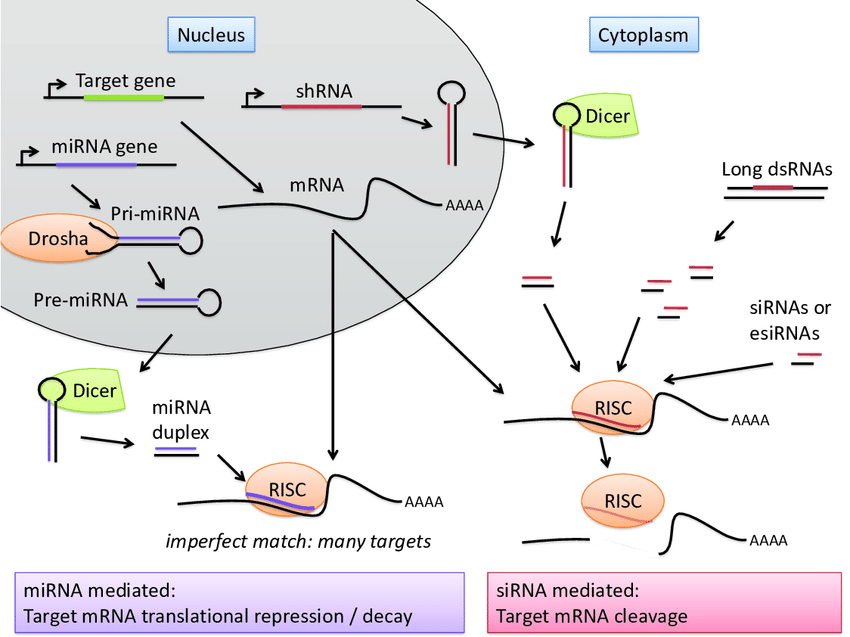 Nucleus
Cytoplasm
Target gene
shRNA
Dicer
miRNA gene
Long dsRNAs
mRNA
AAAA
Pri-miRNA
Drosha
Pre-miRNA
siRNAs or
esiRNAs
Dicer
miRNA
duplex
RISC
AAAA
RISC
AAAA
RISC
AAAA
imperfect match: many targets
miRNA mediated:
Target mRNA translational repression / decay
siRNA mediated:
Target mRNA cleavage